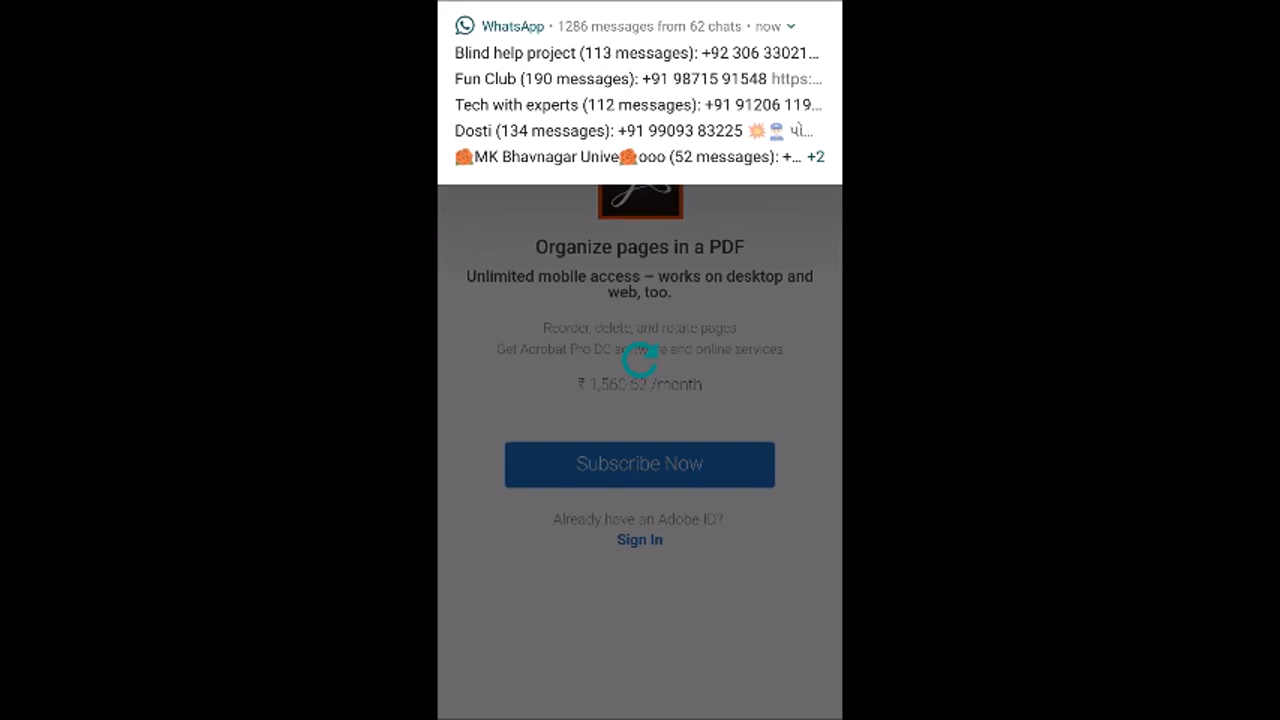 WhatsApp • 1286 messages from 62 chats • now
Blind help project (113 messages): +92 306 33021...
Fun Club (190 messages): +91 98715 91548 https:...
Tech with experts (112 messages): +91 91206 119...
Dosti (134 messages): +91 99093 83225 💥👮 પો...
🌺MK Bhavnagar Unive🌺ooo (52 messages): +... +2
Organize pages in a PDF
Unlimited mobile access – works on desktop and
web, too.
Reorder, delete, and rotate pages
Get Acrobat Pro DC software and online services
₹ 1,560.62 /month
Subscribe Now
Already have an Adobe ID?
Sign In